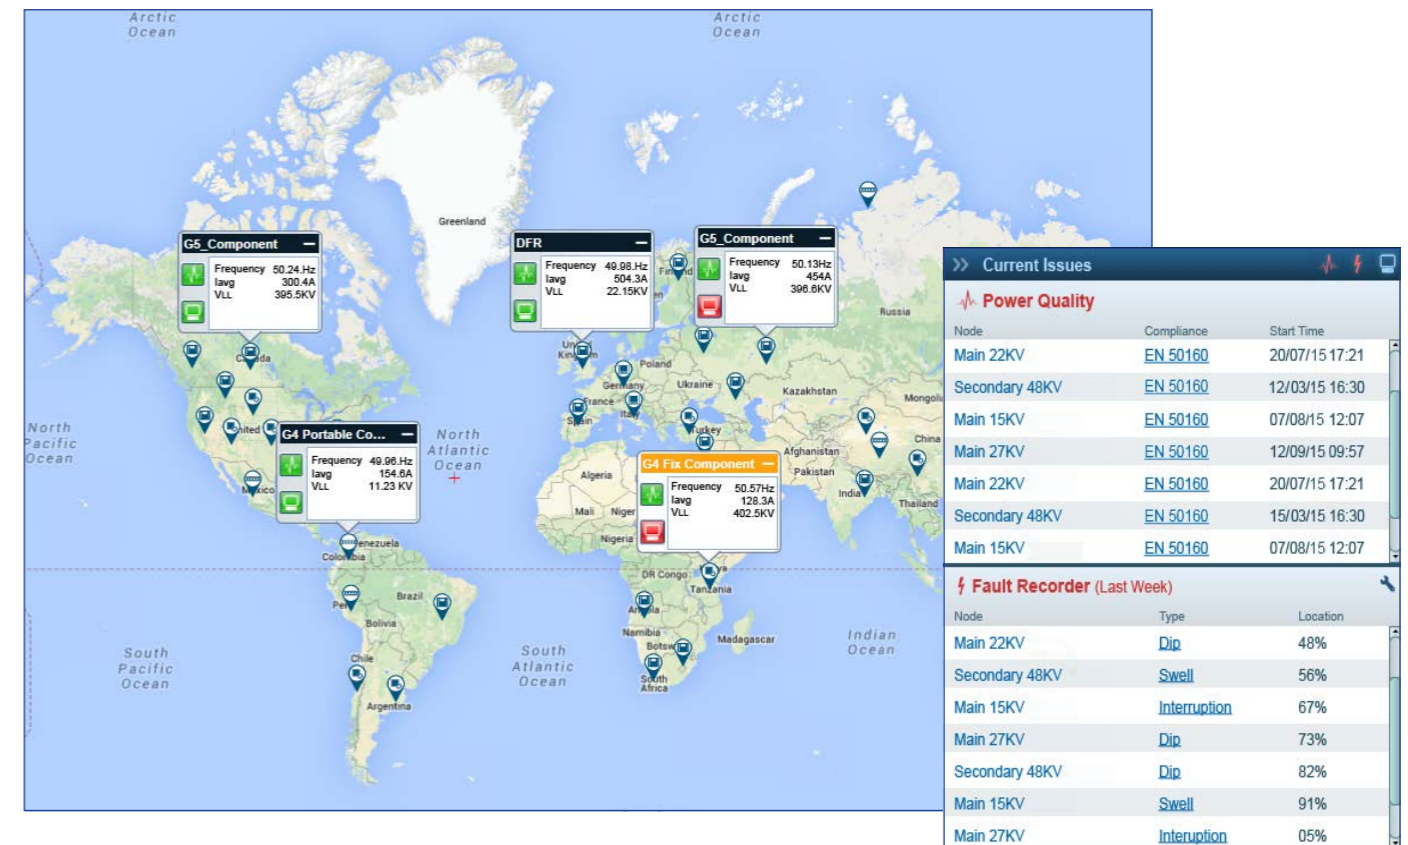 Arctic
Ocean
Arctic
Ocean
Greenland
G5_Component
Frequency 50.24.Hz
Iavg 300.4A
VLL 395.5KV
DFR
Frequency 49.98.Hz
Iavg 504.3A
VLL 22.15KV
G5_Component
Frequency 50.13Hz
Iavg 454A
VLL 396.6KV
Russia
Canada
United
Kingdom
Poland
Germany
Ukraine
Kazakhstan
France
Italy
Spain
Turkey
Mongoli
North
Pacific
Ocean
United
Mexico
G4 Portable Co...
Frequency 49.96.Hz
Iavg 154.6A
VLL 11.23 KV
North
Atlantic
Ocean
Algeria
Mali Niger
Nigeria
Afghanistan
Pakistan
China
India
Thailand
G4 Fix Component
Frequency 50.57Hz
Iavg 128.3A
VLL 402.5KV
Venezuela
Colombia
Peru
Brazil
Bolivia
Chile
Argentina
DR Congo
Tanzania
Angola
Namibia
Botsw
Madagascar
South
Africa
South
Pacific
Ocean
South
Atlantic
Ocean
Indian
Ocean
>> Current Issues
Power Quality
Node Compliance Start Time
Main 22KV EN 50160 20/07/15 17:21
Secondary 48KV EN 50160 12/03/15 16:30
Main 15KV EN 50160 07/08/15 12:07
Main 27KV EN 50160 12/09/15 09:57
Main 22KV EN 50160 20/07/15 17:21
Secondary 48KV EN 50160 15/03/15 16:30
Main 15KV EN 50160 07/08/15 12:07
Fault Recorder (Last Week)
Node Type Location
Main 22KV Dip 48%
Secondary 48KV Swell 56%
Main 15KV Interruption 67%
Main 27KV Dip 73%
Secondary 48KV Dip 82%
Main 15KV Swell 91%
Main 27KV Interuption 05%